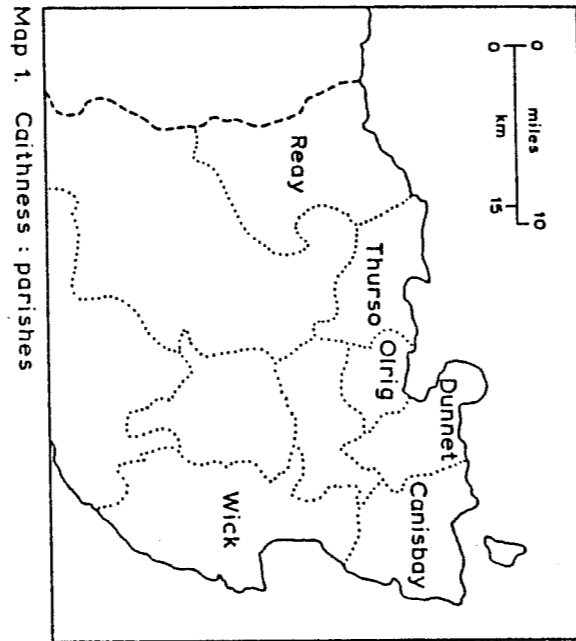 0 miles 10
0 km 15
Reay
Thurso
Olrig
Dunnet
Canisbay
Wick
Map 1. Caithness : parishes